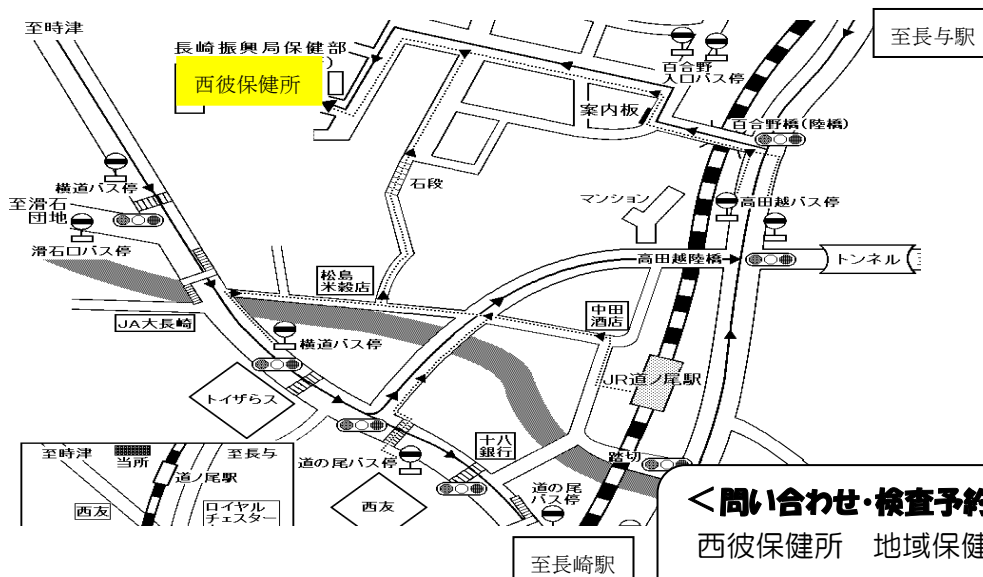 至時津
至長与駅
長崎振興局保健部
西彼保健所
百合野
入口バス停
案内板
百合野橋(陸橋)
横道バス停
石段
至滑石
団地
マンション
高田越バス停
滑石口バス停
高田越陸橋
トンネル
松島
米穀店
中田
酒店
JA大長崎
横道バス停
JR道ノ尾駅
トイザらス
十八
銀行
踏切
道の尾バス停
道の尾
バス停
西友
至時津
当所
至長与
道ノ尾駅
西友
ロイヤル
チェスター
至長崎駅
<問い合わせ・検査予約
西彼保健所 地域保健